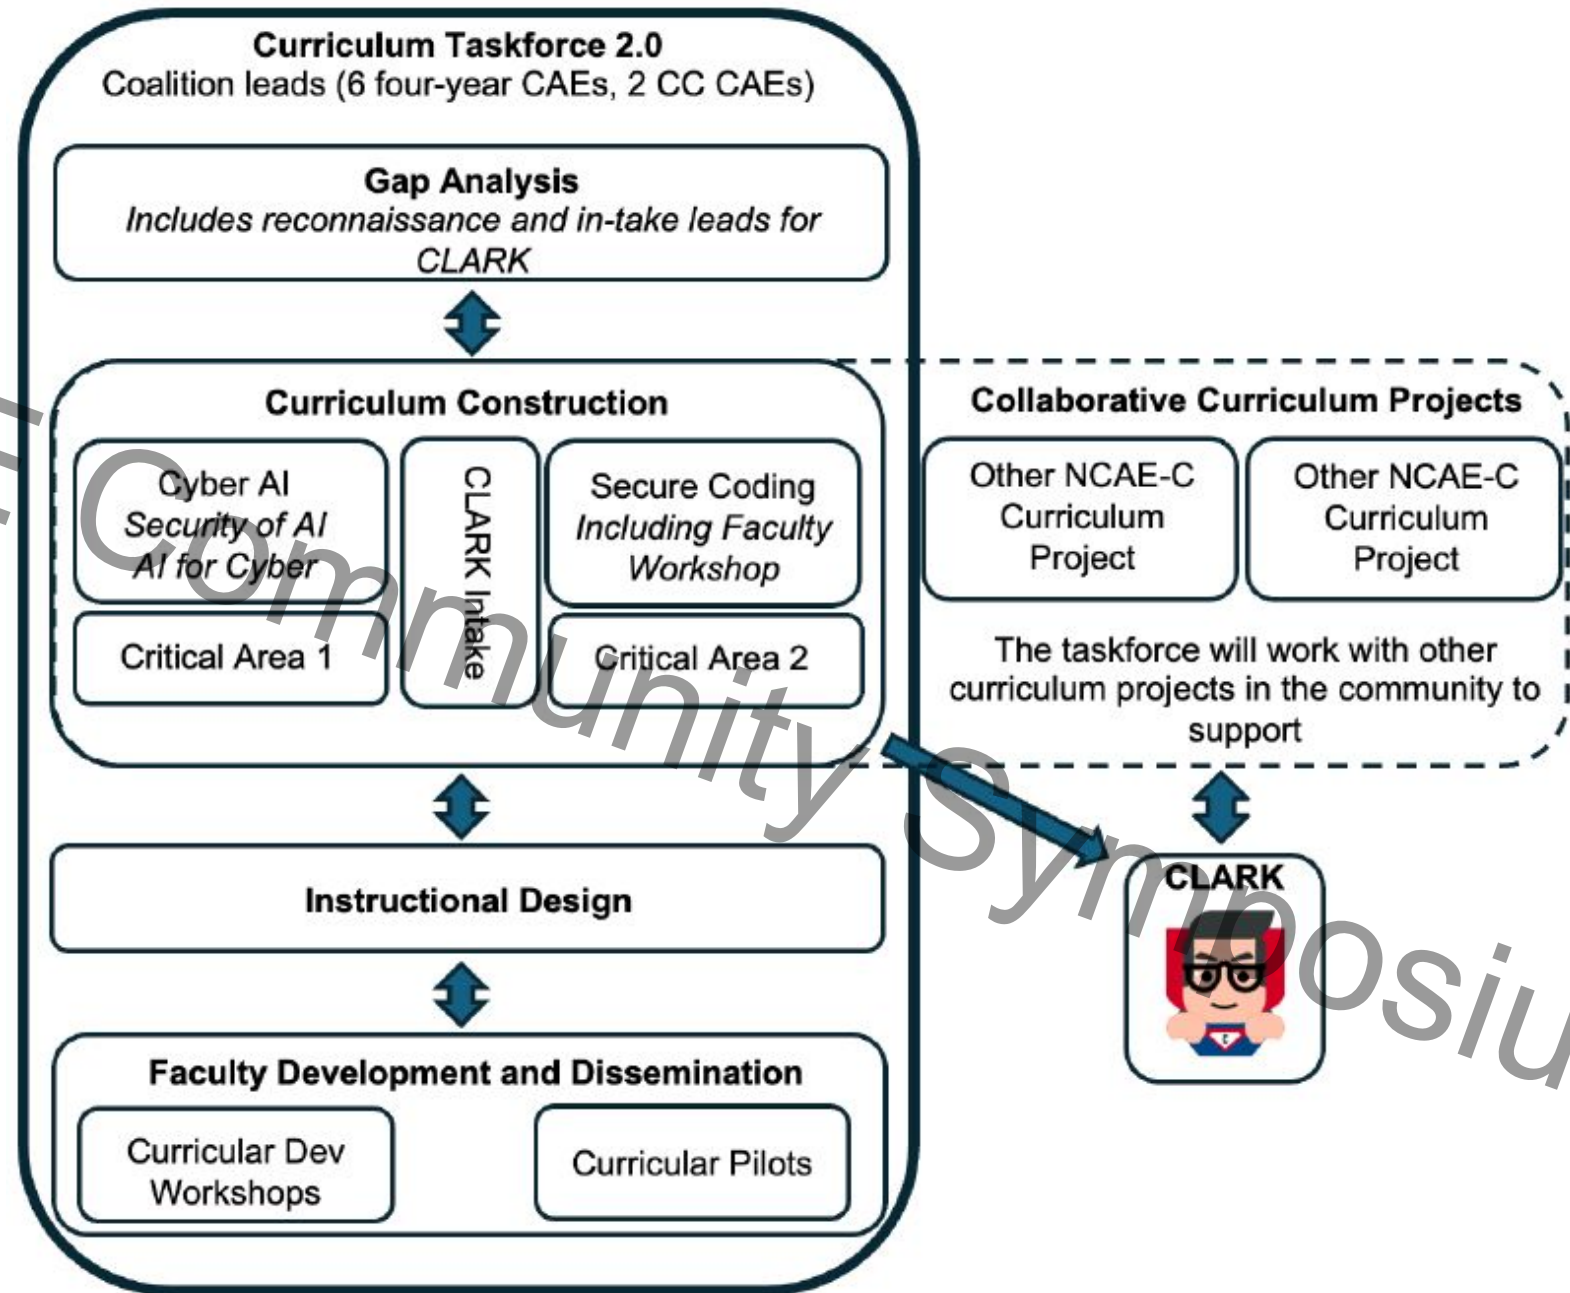 Curriculum Taskforce 2.0
Coalition leads (6 four-year CAEs, 2 CC CAEs)
Gap Analysis
Includes reconnaissance and in-take leads for
CLARK
Curriculum Construction
Cyber AI
Security of AI
AI for Cyber
Critical Area 1
CLARK Intake
Secure Coding
Including Faculty
Workshop
Critical Area 2
Collaborative Curriculum Projects
Other NCAE-C
Curriculum
Project
Other NCAE-C
Curriculum
Project
The taskforce will work with other
curriculum projects in the community to
support
Instructional Design
Faculty Development and Dissemination
Curricular Dev
Workshops
Curricular Pilots
CLARK
C
E Community Symposiu